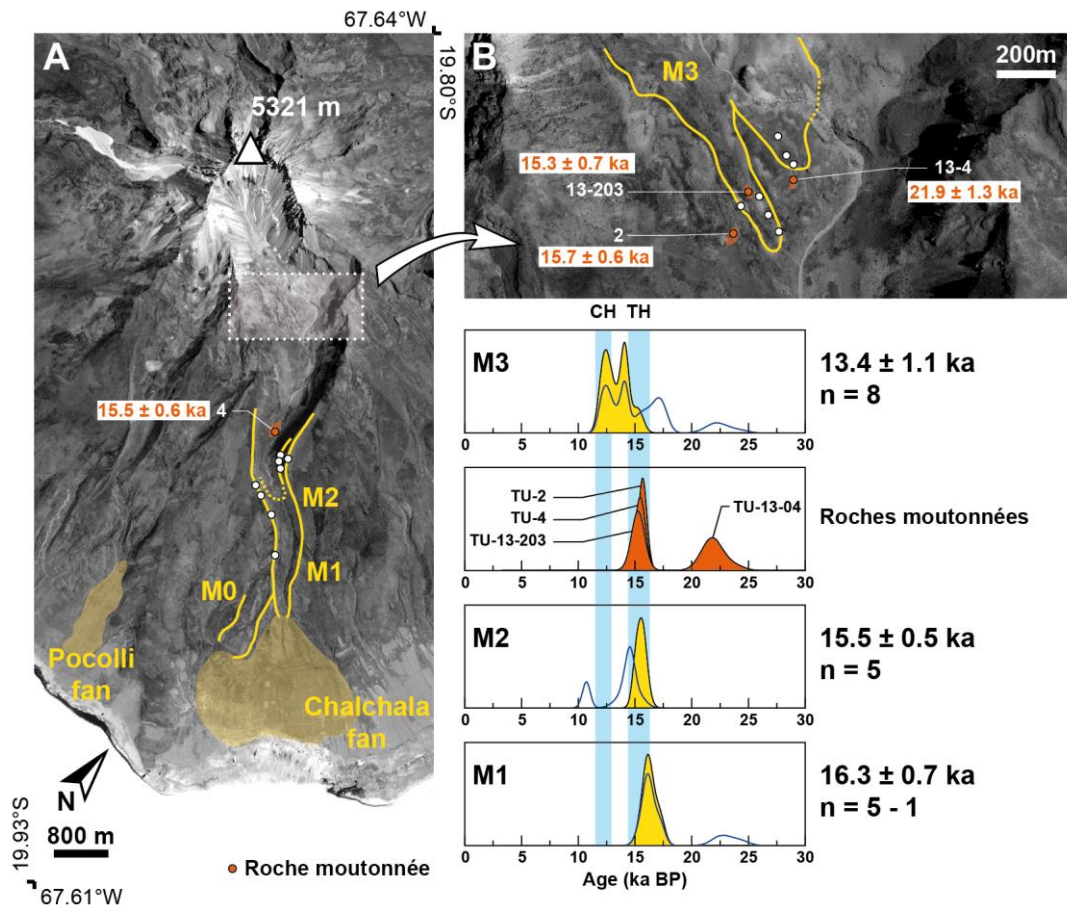 67.64°W
A
5321 m
19.80°S
15.5 ± 0.6 ka
4
M2
M1
M0
Pocolli
fan
Chalchala
fan
N
800 m
19.93°S
67.61°W
Roche moutonnée
B
M3
200m
15.3 ± 0.7 ka
13-203
13-4
21.9 ± 1.3 ka
2
15.7 ± 0.6 ka
CH TH
M3
13.4 ± 1.1 ka
n = 8
0 5 10 15 20 25 30
TU-2
TU-4
TU-13-203
TU-13-04
Roches moutonnées
0 5 10 15 20 25 30
M2
15.5 ± 0.5 ka
n = 5
0 5 10 15 20 25 30
M1
16.3 ± 0.7 ka
n = 5 - 1
0 5 10 15 20 25 30
Age (ka BP)